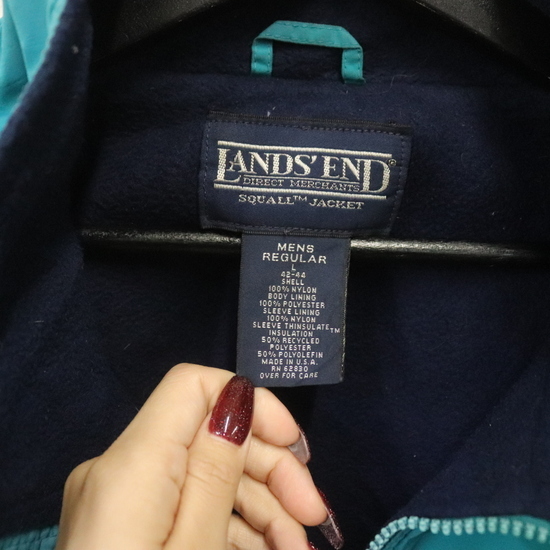 LANDS' END®
DIRECT MERCHANTS
SQUALL™ JACKET
MENS
REGULAR
L
42-44
SHELL
100% NYLON
BODY LINING
100% POLYESTER
SLEEVE LINING
100% NYLON
SLEEVE THINSULATE™
INSULATION
50% RECYCLED
POLYESTER
50% POLYOLEFIN
MADE IN U.S.A.
RN 62830
OVER FOR CARE